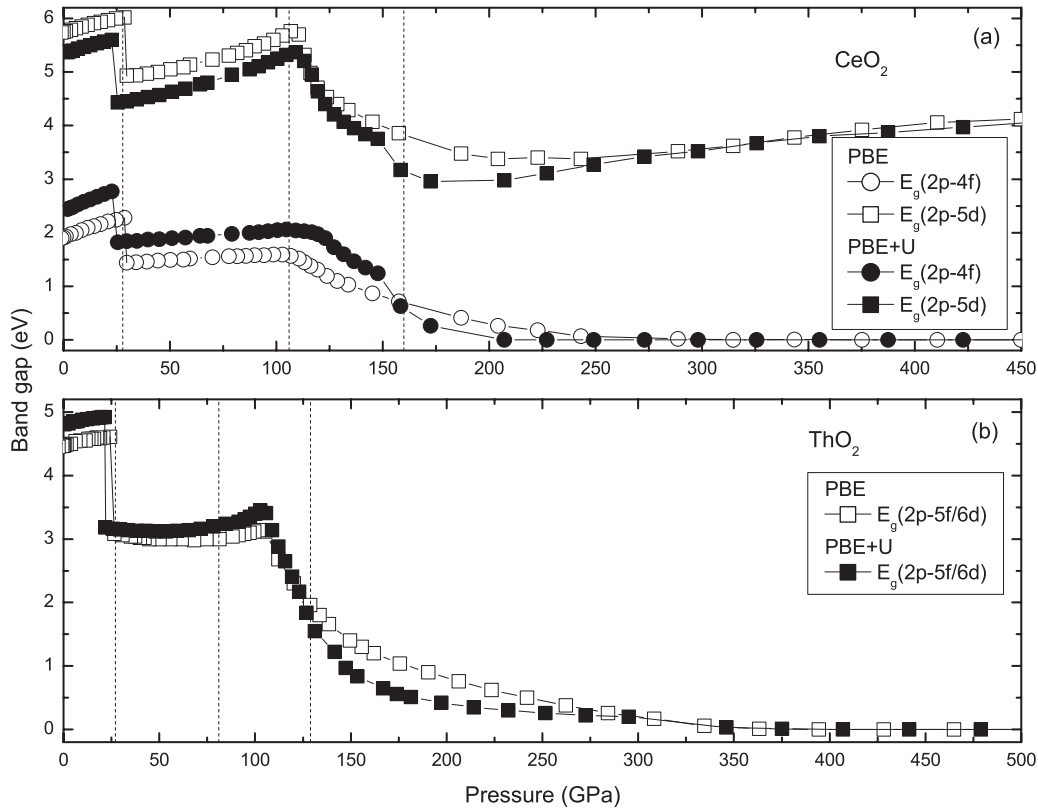 (a)
CeO2
6
5
4
3
2
1
0
PBE
Eg(2p-4f)
Eg(2p-5d)
PBE+U
Eg(2p-4f)
Eg(2p-5d)
0 50 100 150 200 250 300 350 400 450
Band gap (eV)
(b)
ThO2
5
4
3
2
1
0
PBE
Eg(2p-5f/6d)
PBE+U
Eg(2p-5f/6d)
0 50 100 150 200 250 300 350 400 450 500
Pressure (GPa)